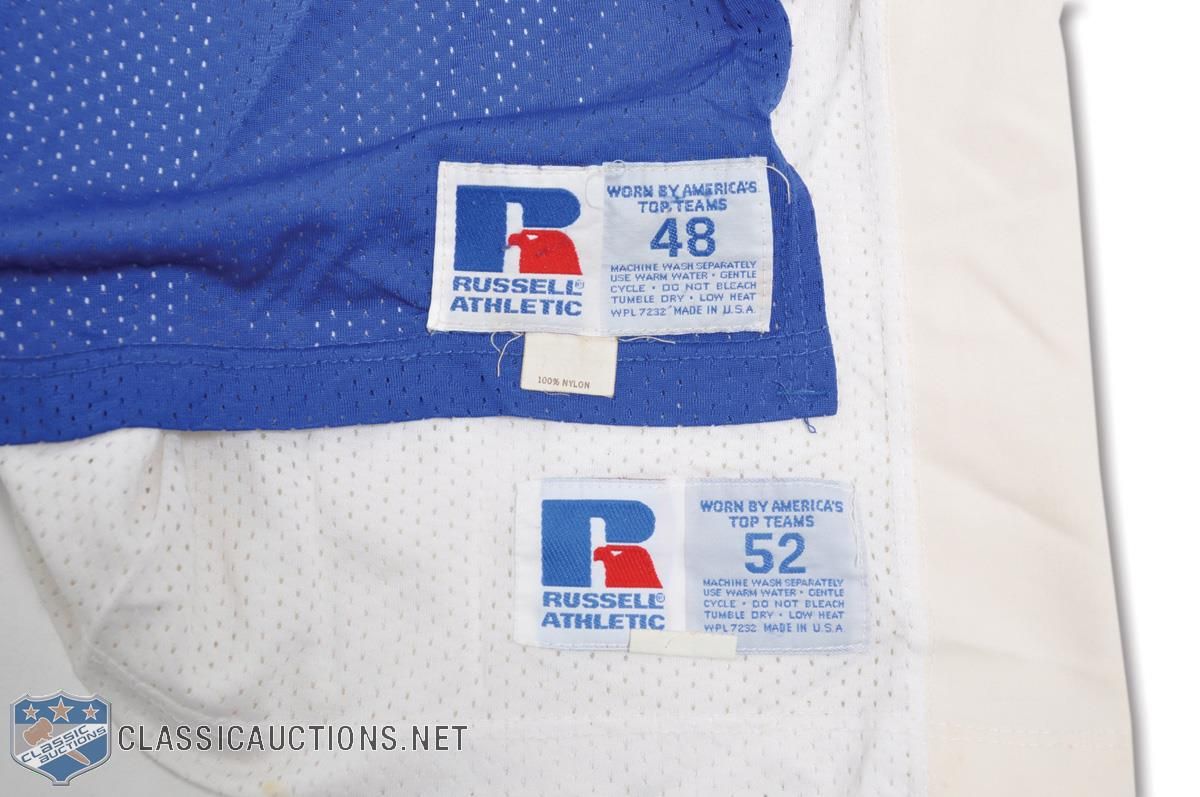 WORN BY AMERICA'S
TOP TEAMS
48
MACHINE WASH SEPARATELY
USE WARM WATER • GENTLE
CYCLE • DO NOT BLEACH
TUMBLE DRY • LOW HEAT
WPL 7232 MADE IN U.S.A.
RUSSELL®
ATHLETIC
100% NYLON
WORN BY AMERICA'S
TOP TEAMS
52
MACHINE WASH SEPARATELY
USE WARM WATER • GENTLE
CYCLE • DO NOT BLEACH
TUMBLE DRY • LOW HEAT
WPL 7232 MADE IN U.S.A.
RUSSELL®
ATHLETIC
CLASSIC
AUCTIONS
CLASSICAUCTIONS.NET